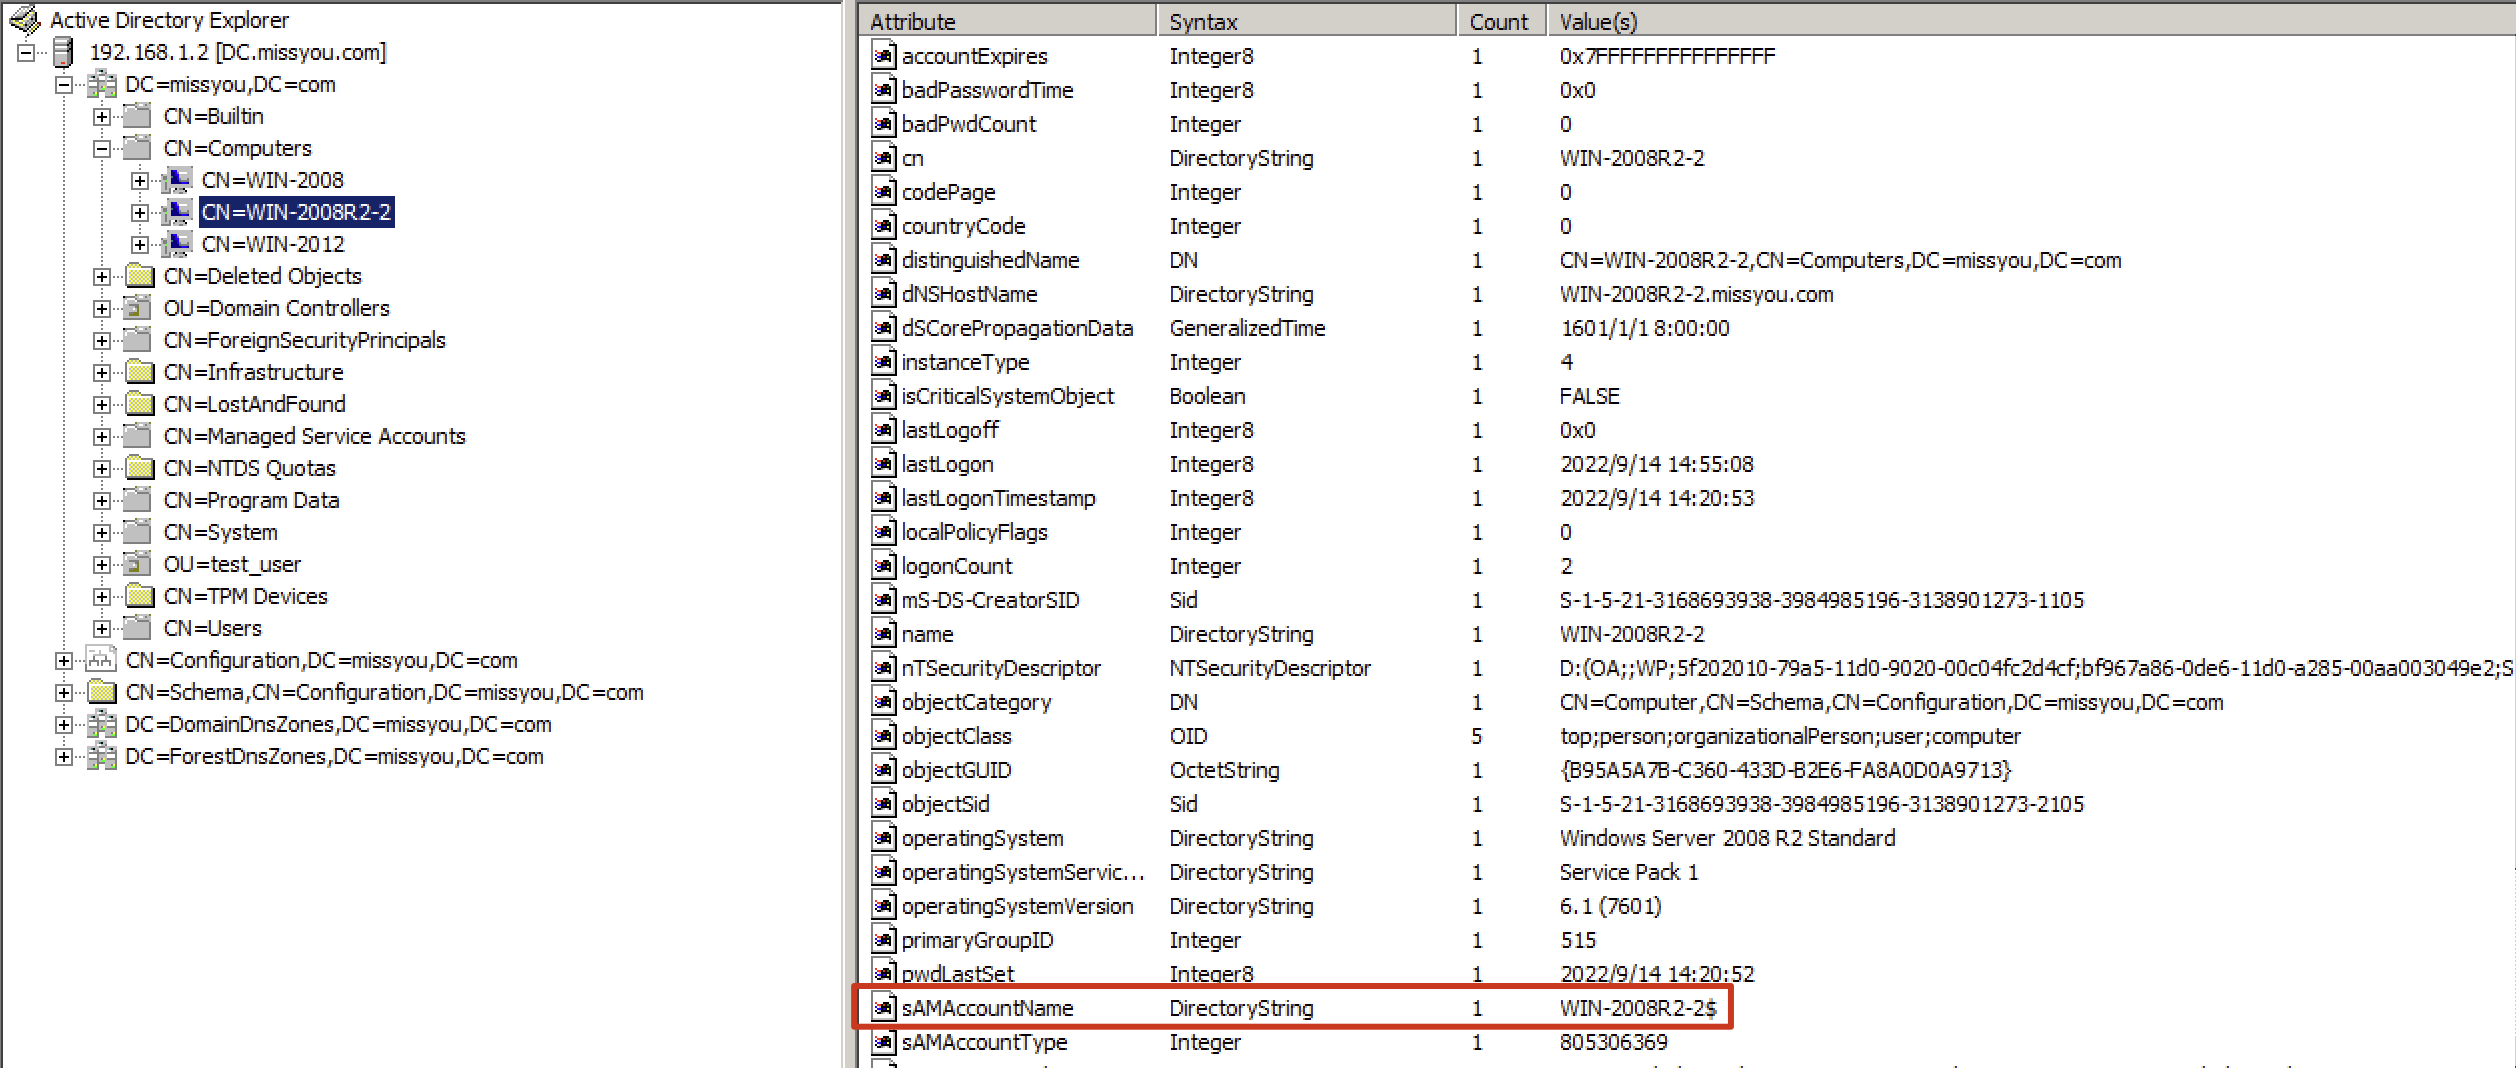 Active Directory Explorer
192.168.1.2 [DC.missyou.com]
DC=missyou,DC=com
CN=Builtin
CN=Computers
CN=WIN-2008
CN=WIN-2008R2-2
CN=WIN-2012
CN=Deleted Objects
OU=Domain Controllers
CN=ForeignSecurityPrincipals
CN=Infrastructure
CN=LostAndFound
CN=Managed Service Accounts
CN=NTDS Quotas
CN=Program Data
CN=System
OU=test_user
CN=TPM Devices
CN=Users
CN=Configuration,DC=missyou,DC=com
CN=Schema,CN=Configuration,DC=missyou,DC=com
DC=DomainDnsZones,DC=missyou,DC=com
DC=ForestDnsZones,DC=missyou,DC=com
Attribute Syntax Count Value(s)
accountExpires Integer8 1 0x7FFFFFFFFFFFFFFF
badPasswordTime Integer8 1 0x0
badPwdCount Integer 1 0
cn DirectoryString 1 WIN-2008R2-2
codePage Integer 1 0
countryCode Integer 1 0
distinguishedName DN 1 CN=WIN-2008R2-2,CN=Computers,DC=missyou,DC=com
dNSHostName DirectoryString 1 WIN-2008R2-2.missyou.com
dSCorePropagationData GeneralizedTime 1 1601/1/1 8:00:00
instanceType Integer 1 4
isCriticalSystemObject Boolean 1 FALSE
lastLogoff Integer8 1 0x0
lastLogon Integer8 1 2022/9/14 14:55:08
lastLogonTimestamp Integer8 1 2022/9/14 14:20:53
localPolicyFlags Integer 1 0
logonCount Integer 1 2
mS-DS-CreatorSID Sid 1 S-1-5-21-3168693938-3984985196-3138901273-1105
name DirectoryString 1 WIN-2008R2-2
nTSecurityDescriptor NTSecurityDescriptor 1 D:(OA;;WP;5f202010-79a5-11d0-9020-00c04fc2d4cf;bf967a86-0de6-11d0-a285-00aa003049e2;S
objectCategory DN 1 CN=Computer,CN=Schema,CN=Configuration,DC=missyou,DC=com
objectClass OID 5 top;person;organizationalPerson;user;computer
objectGUID OctetString 1 {B95A5A7B-C360-433D-B2E6-FA8A0D0A9713}
objectSid Sid 1 S-1-5-21-3168693938-3984985196-3138901273-2105
operatingSystem DirectoryString 1 Windows Server 2008 R2 Standard
operatingSystemServic... DirectoryString 1 Service Pack 1
operatingSystemVersion DirectoryString 1 6.1 (7601)
primaryGroupID Integer 1 515
pwdLastSet Integer8 1 2022/9/14 14:20:52
sAMAccountName DirectoryString 1 WIN-2008R2-2$
sAMAccountType Integer 1 805306369